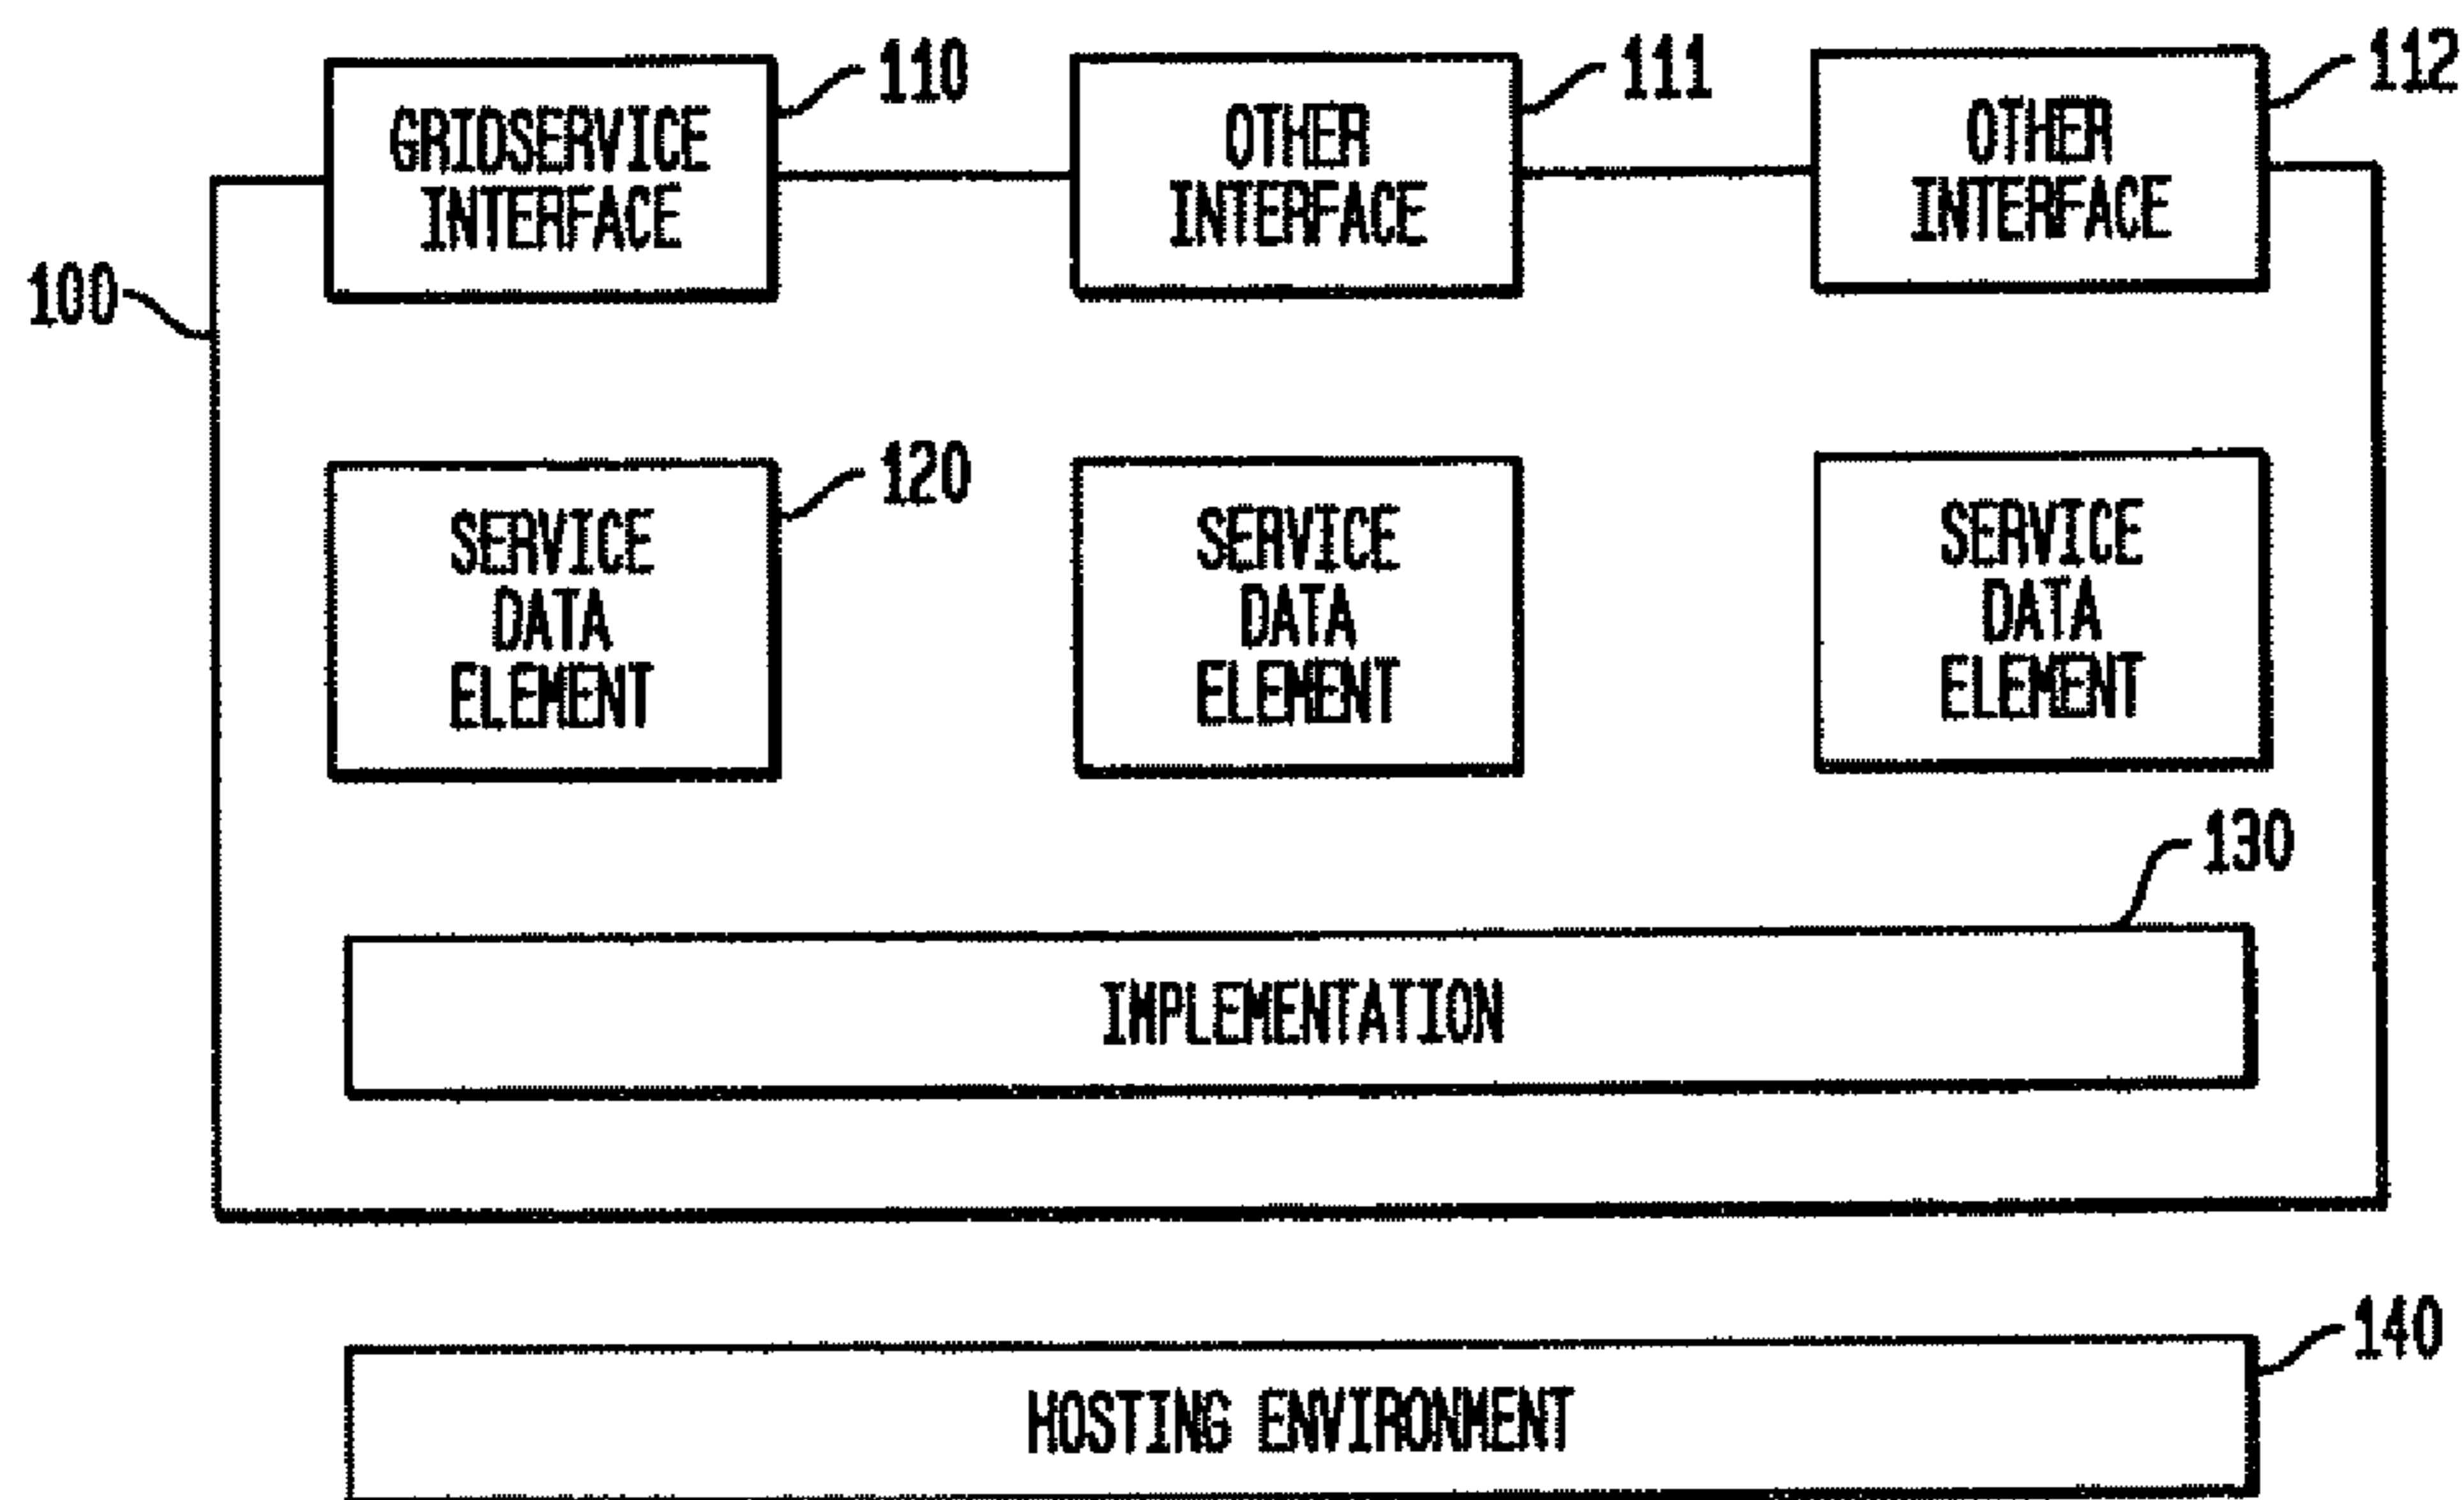 110
111
112
GRIDSERVICE
INTERFACE
OTHER
INTERFACE
OTHER
INTERFACE
100
120
SERVICE
DATA
ELEMENT
SERVICE
DATA
ELEMENT
SERVICE
DATA
ELEMENT
130
IMPLEMENTATION
140
HOSTING ENVIRONMENT